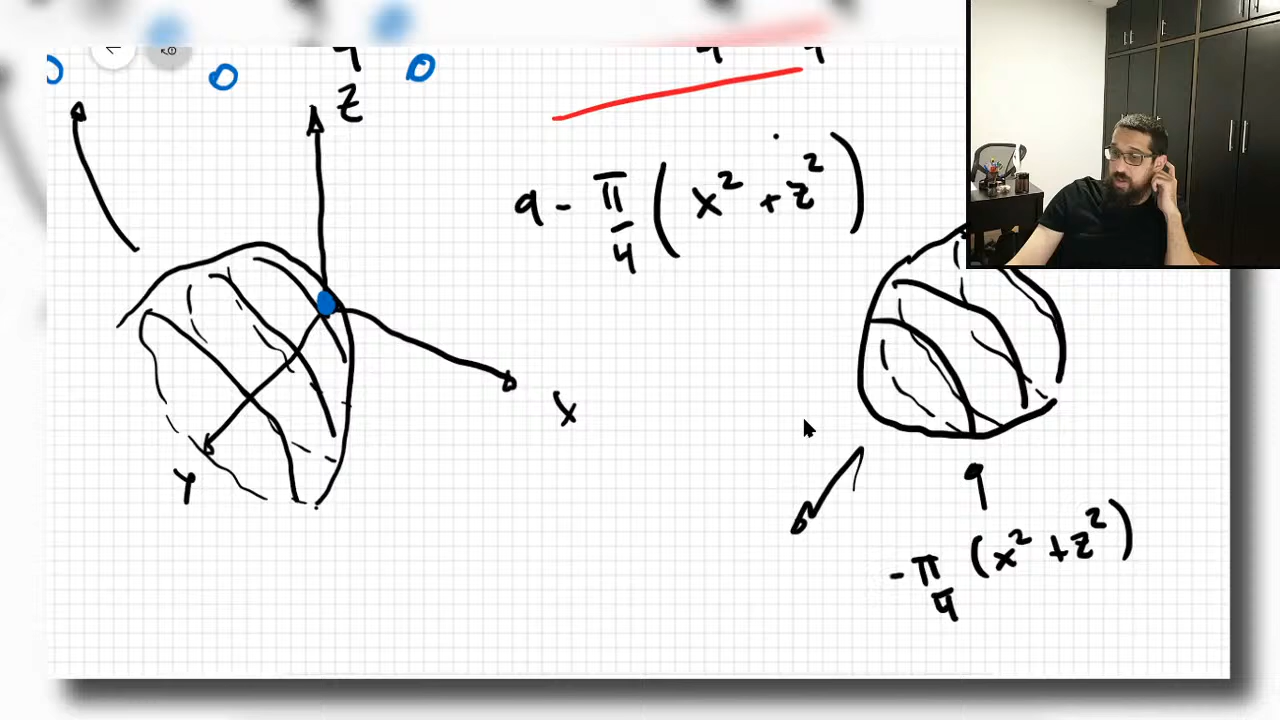 Z
9 - π/4 (x² + z²)
X
Y
9
- π/4 (x² + z²)